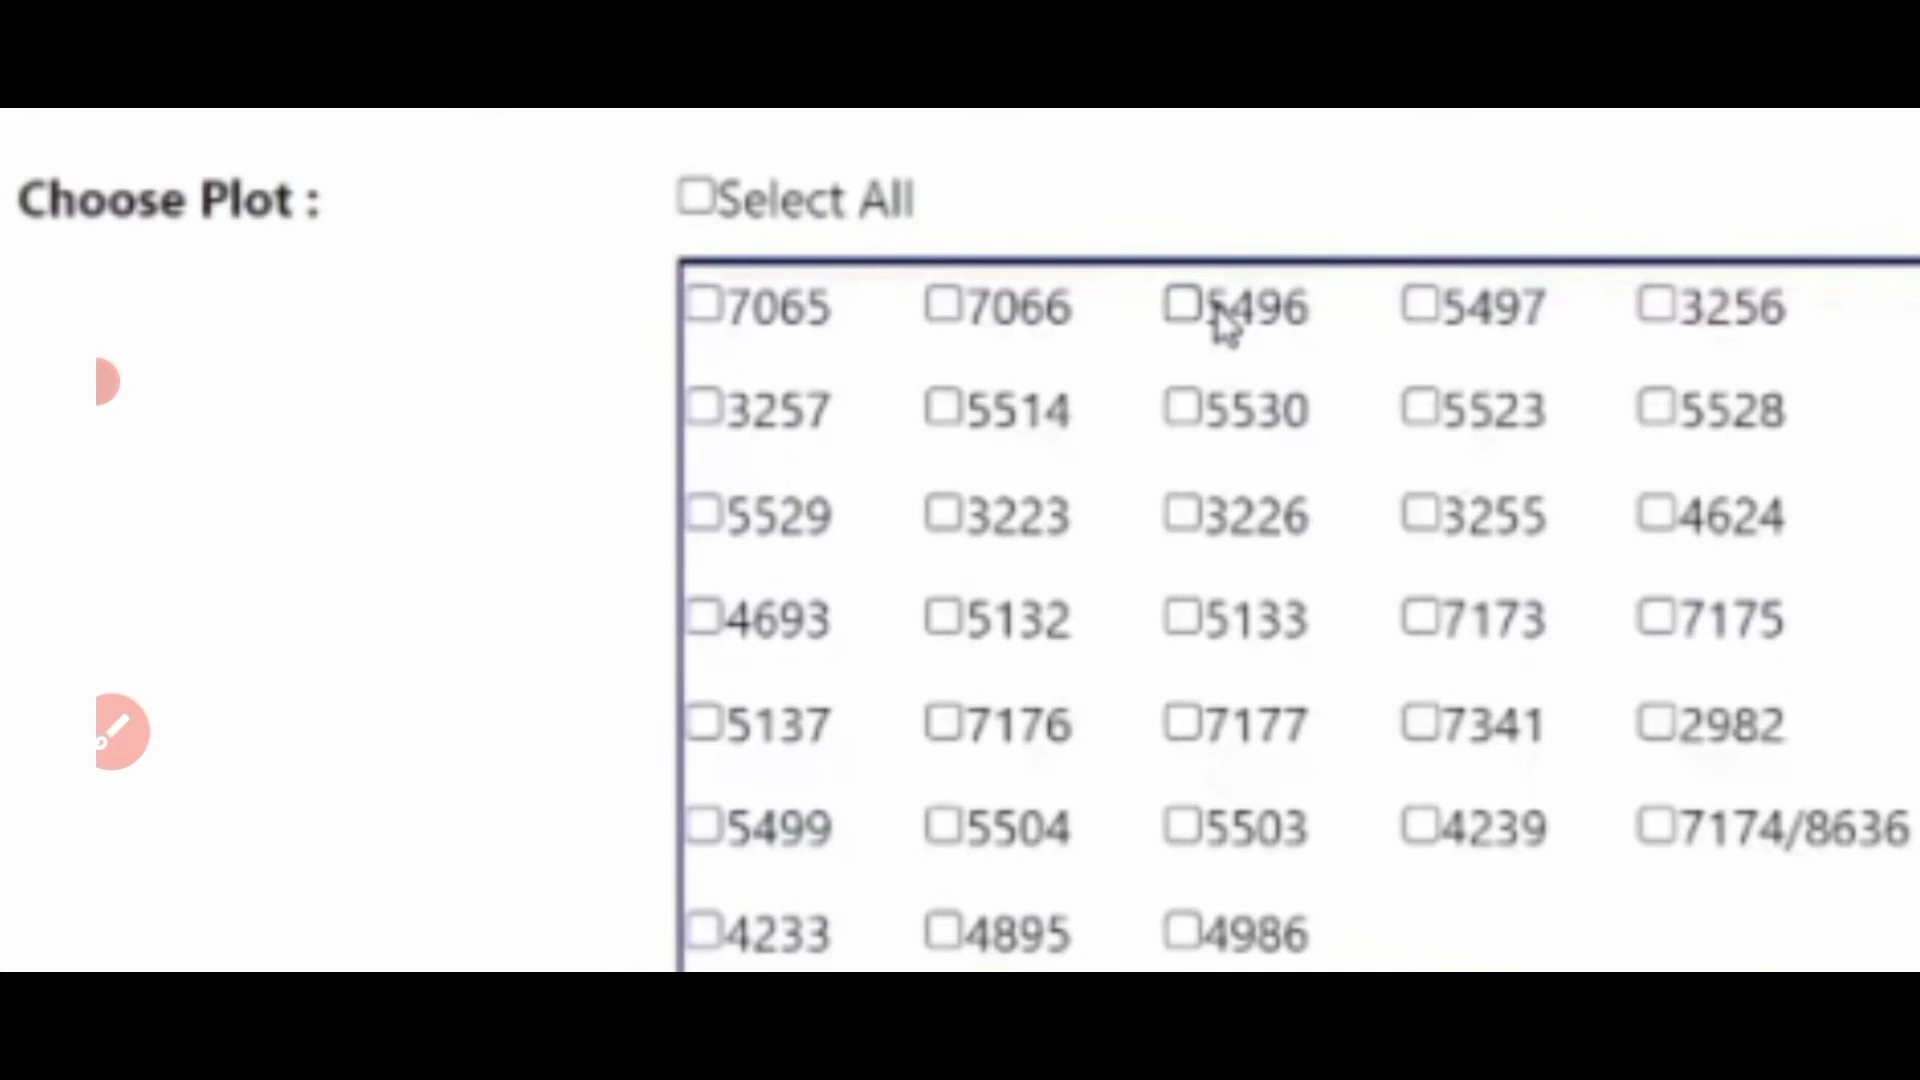 Choose Plot : Select All
7065 7066 5496 5497 3256
3257 5514 5530 5523 5528
5529 3223 3226 3255 4624
4693 5132 5133 7173 7175
5137 7176 7177 7341 2982
5499 5504 5503 4239 7174/8636
4233 4895 4986